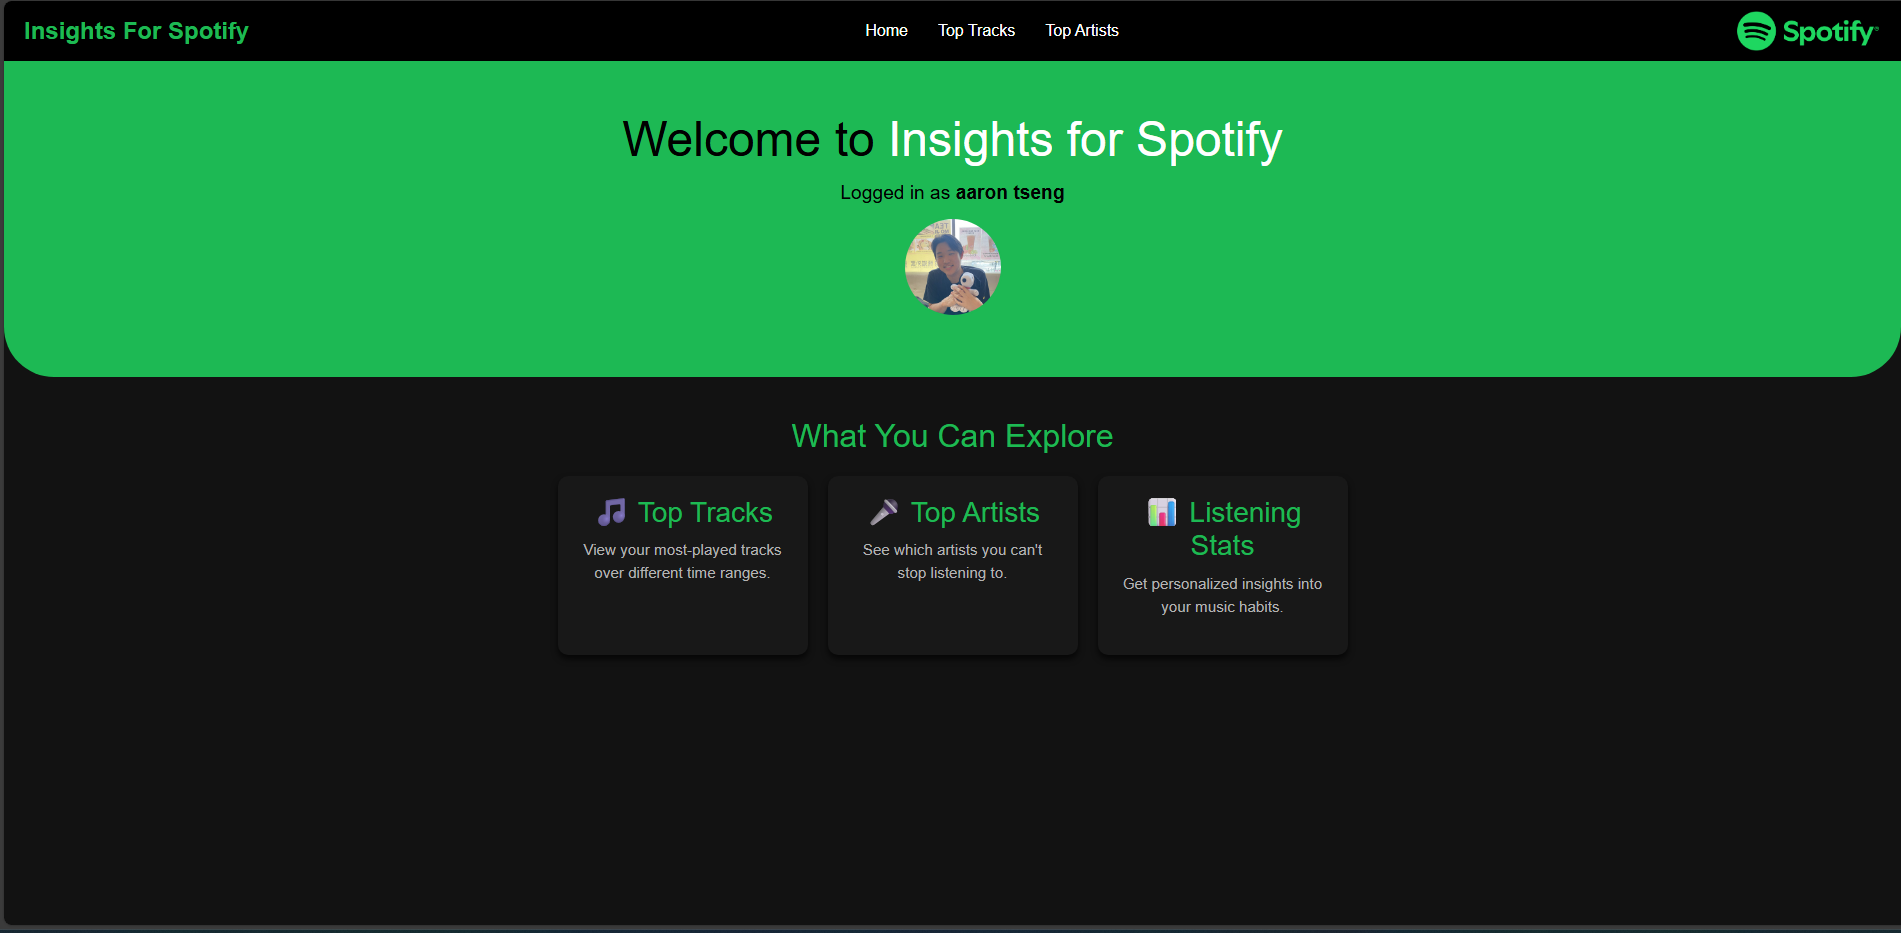 Insights For Spotify
Home
Top Tracks
Top Artists
Spotify
Welcome to Insights for Spotify
Logged in as aaron tseng
What You Can Explore
Top Tracks
View your most-played tracks
over different time ranges.
Top Artists
See which artists you can't
stop listening to.
Listening
Stats
Get personalized insights into
your music habits.